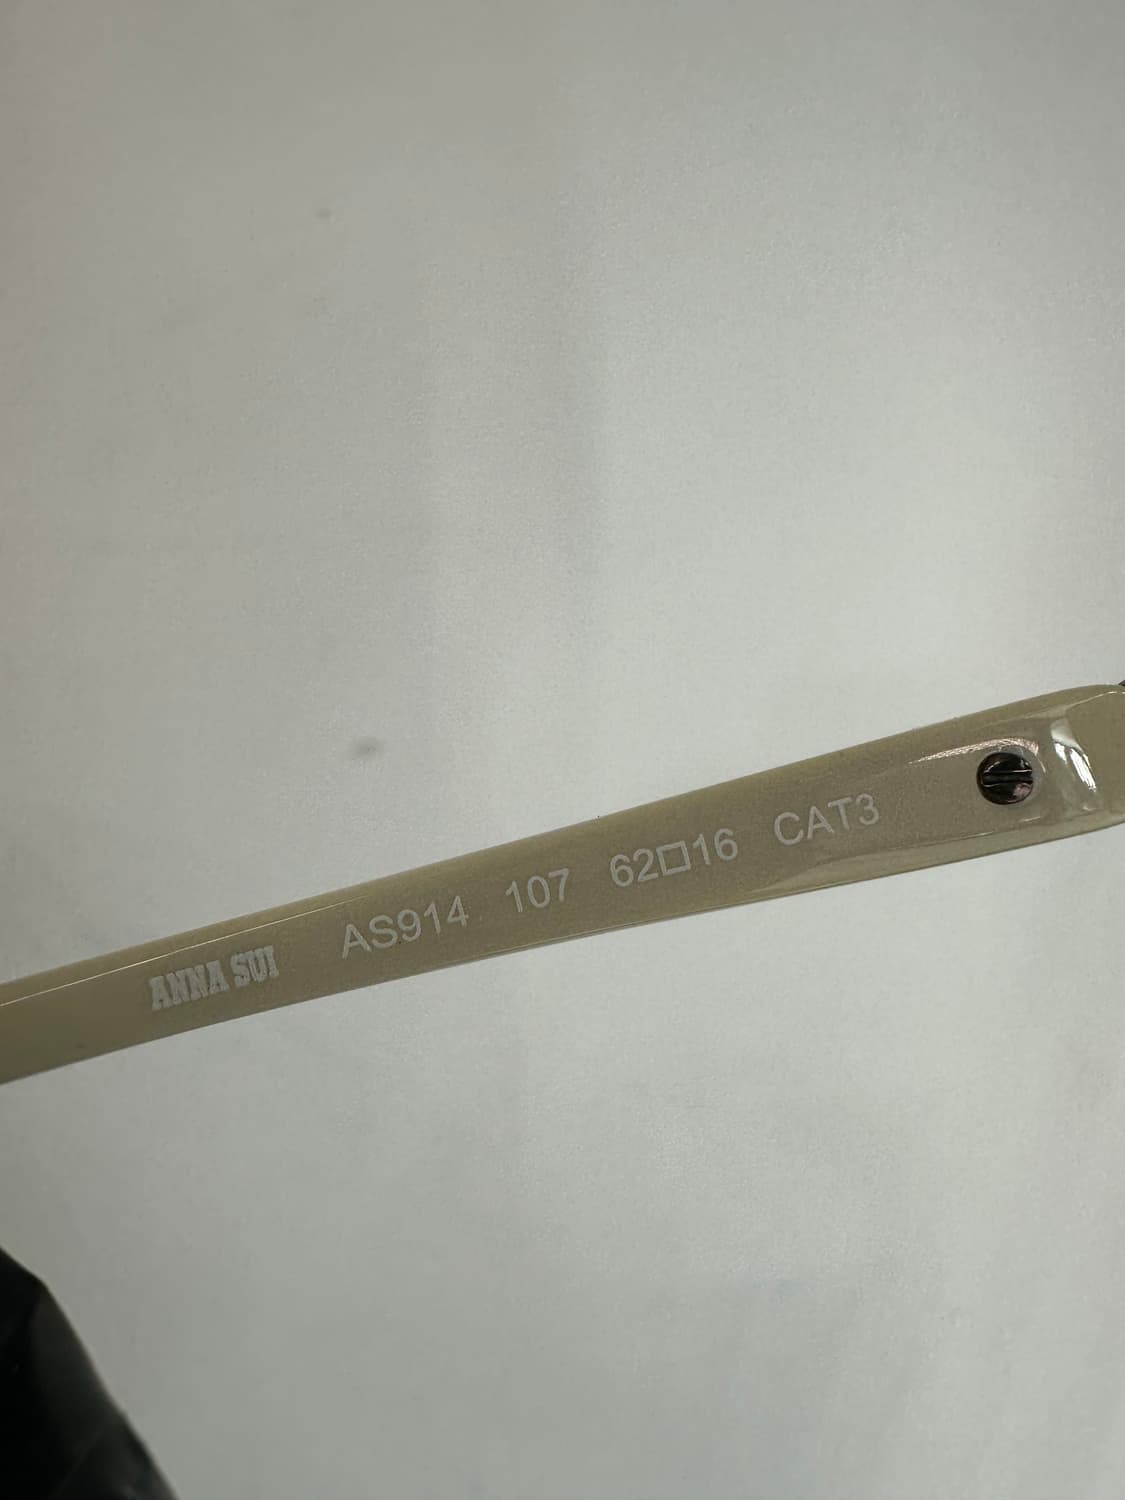 ANNA SUI AS914 107 62□16 CAT3